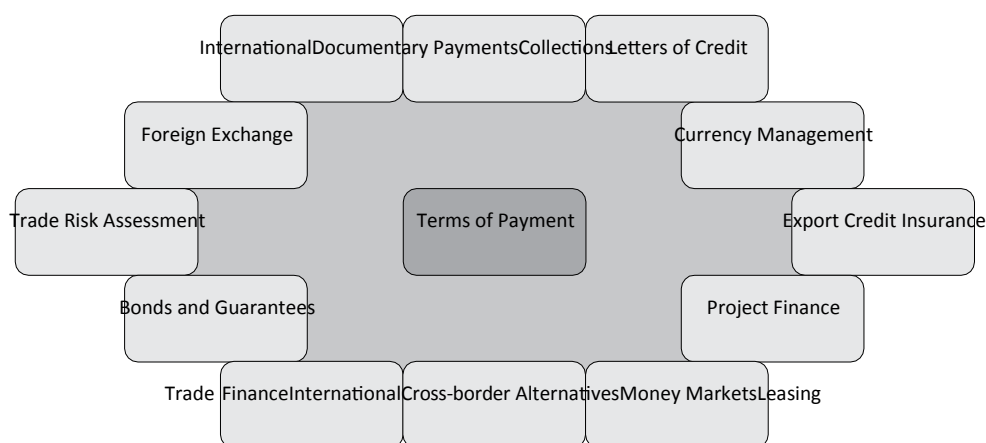 InternationalDocumentary PaymentsCollectionsLetters of Credit
Foreign Exchange
Currency Management
Trade Risk Assessment
Terms of Payment
Export Credit Insurance
Bonds and Guarantees
Project Finance
Trade FinanceInternationalCross-border AlternativesMoney MarketsLeasing